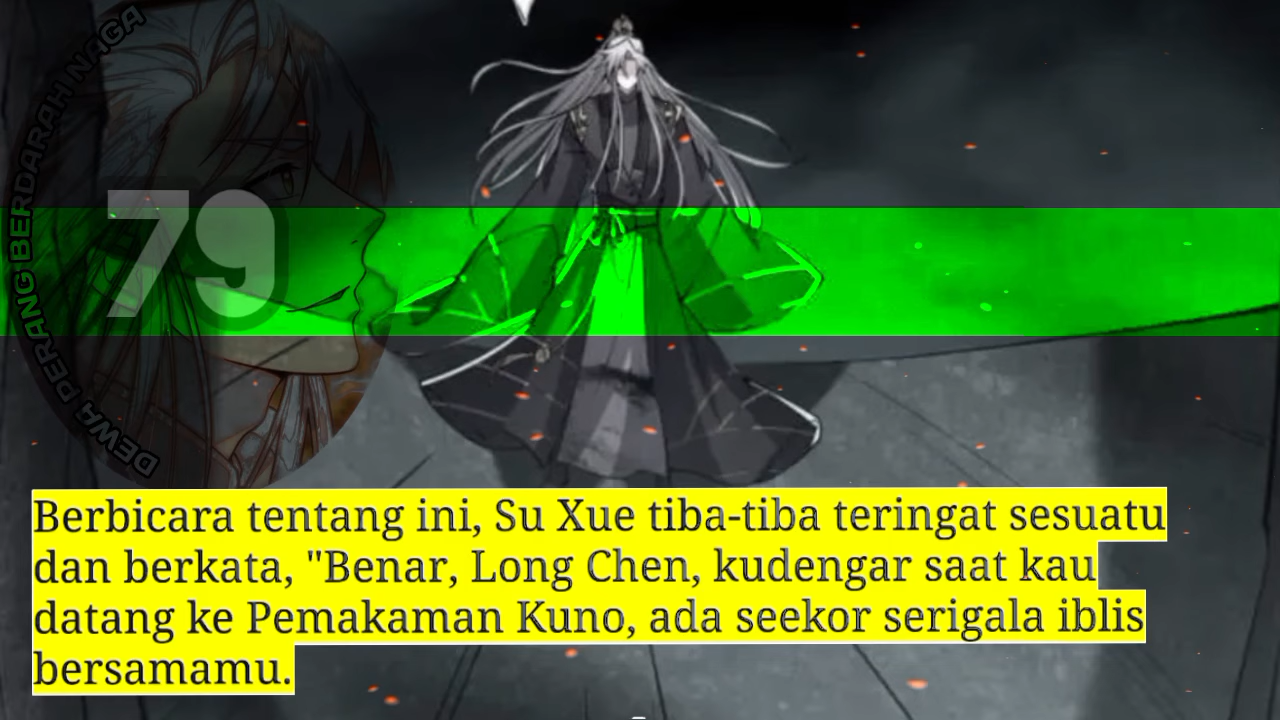 DEWA PERANG BERDARAH NAGA
79
Berbicara tentang ini, Su Xue tiba-tiba teringat sesuatu
dan berkata, "Benar, Long Chen, kudengar saat kau
datang ke Pemakaman Kuno, ada seekor serigala iblis
bersamamu.